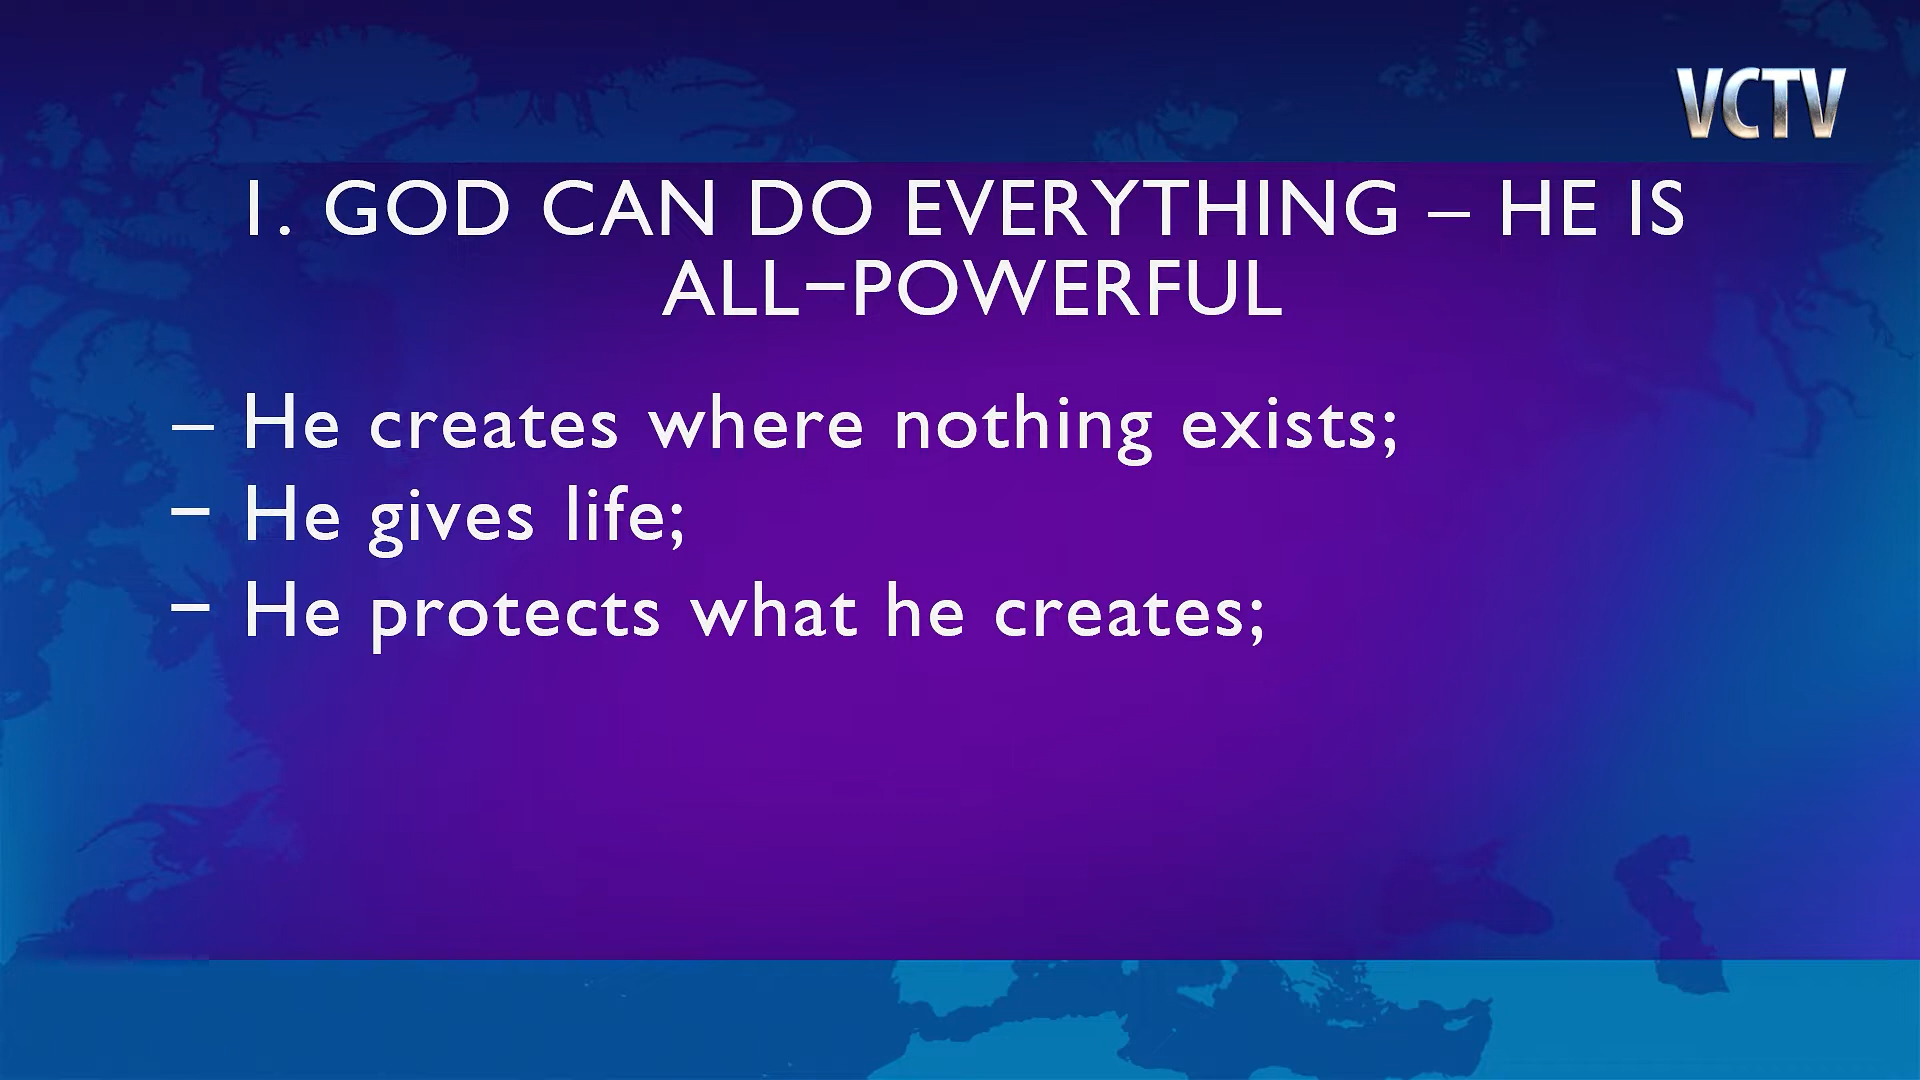 VCTV
1. GOD CAN DO EVERYTHING – HE IS
ALL–POWERFUL
– He creates where nothing exists;
– He gives life;
– He protects what he creates;